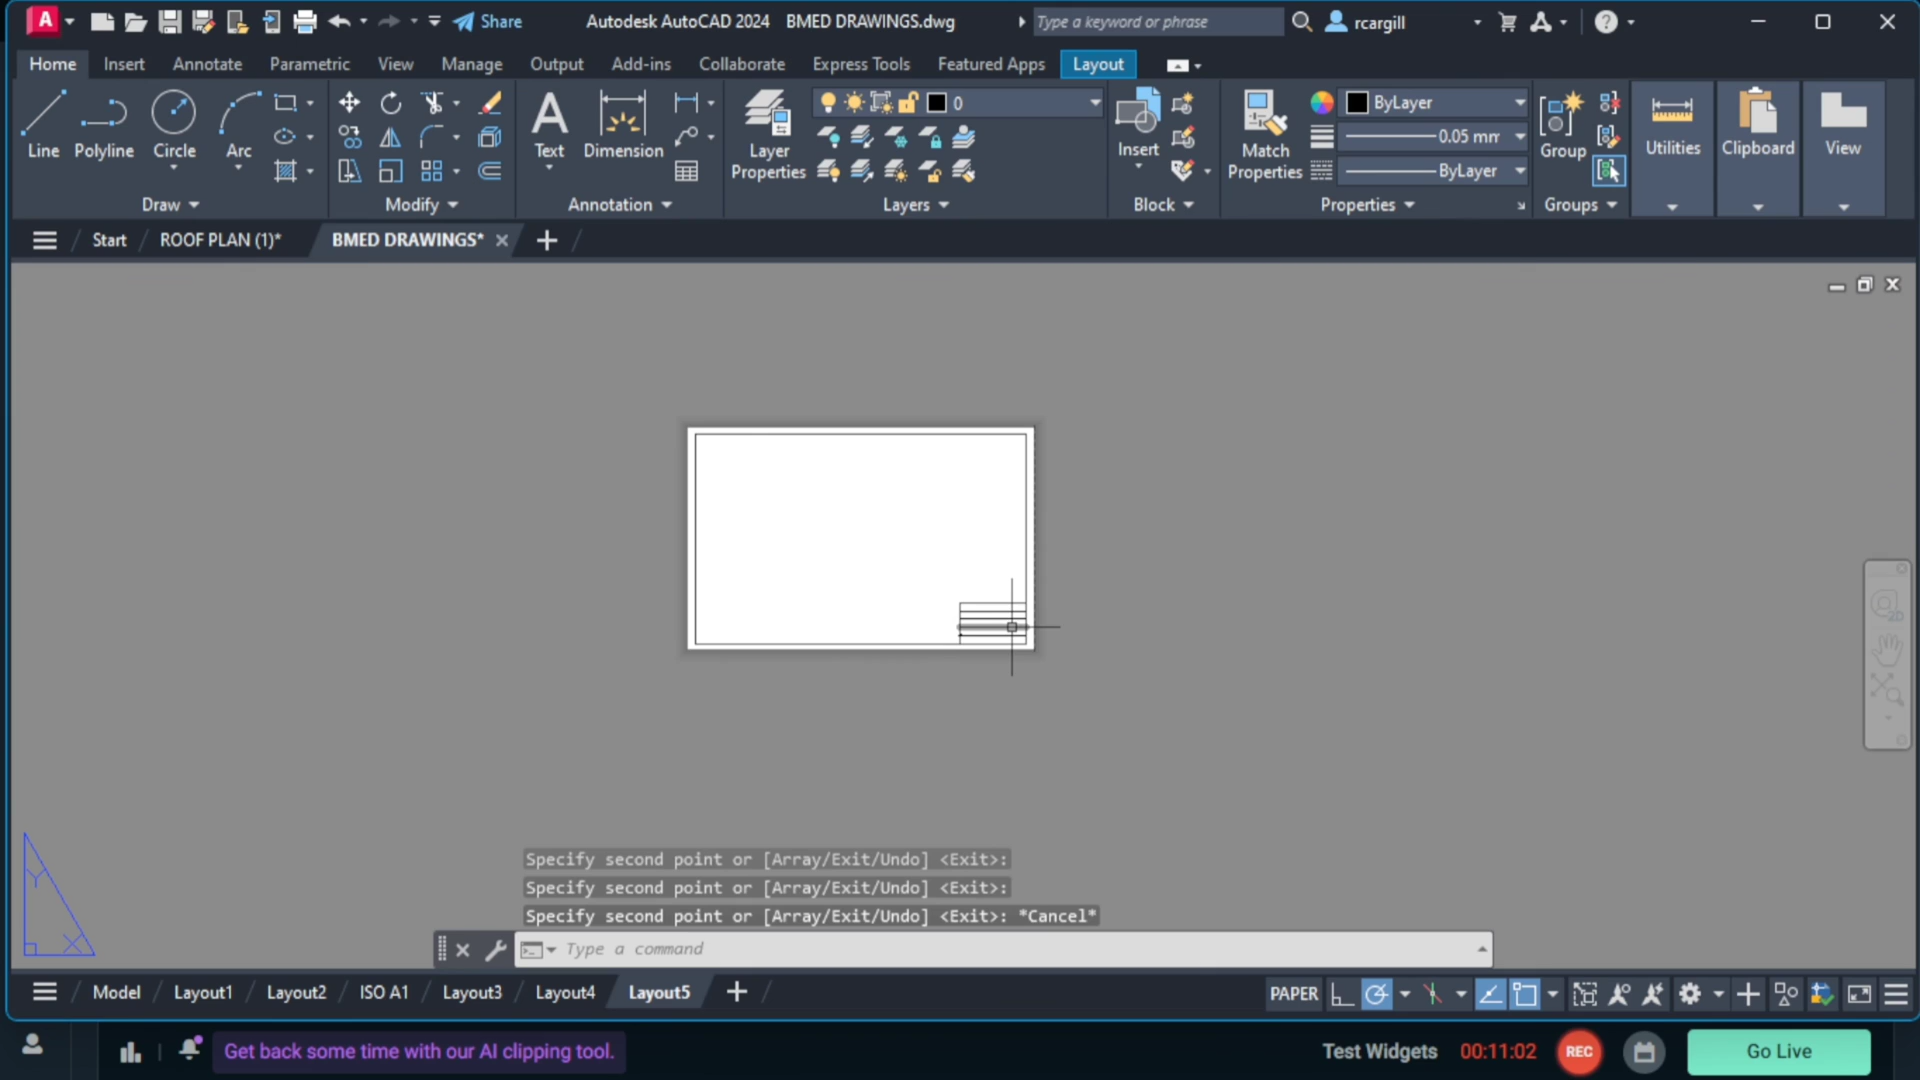 A Share Autodesk AutoCAD 2024 BMED DRAWINGS.dwg Type a keyword or phrase rcargill
Home Insert Annotate Parametric View Manage Output Add-ins Collaborate Express Tools Featured Apps Layout
0 ByLayer
0.05 mm
Line Polyline Circle Arc Text Dimension Layer Properties Insert Match Properties ByLayer Group Utilities Clipboard View
Draw Modify Annotation Layers Block Properties Groups
Start ROOF PLAN (1)* BMED DRAWINGS*
2D
Y
X
Specify second point or [Array/Exit/Undo] <Exit>:
Specify second point or [Array/Exit/Undo] <Exit>:
Specify second point or [Array/Exit/Undo] <Exit>: *Cancel*
Type a command
Model Layout1 Layout2 ISO A1 Layout3 Layout4 Layout5 PAPER
Get back some time with our AI clipping tool. Test Widgets 00:11:02 REC Go Live